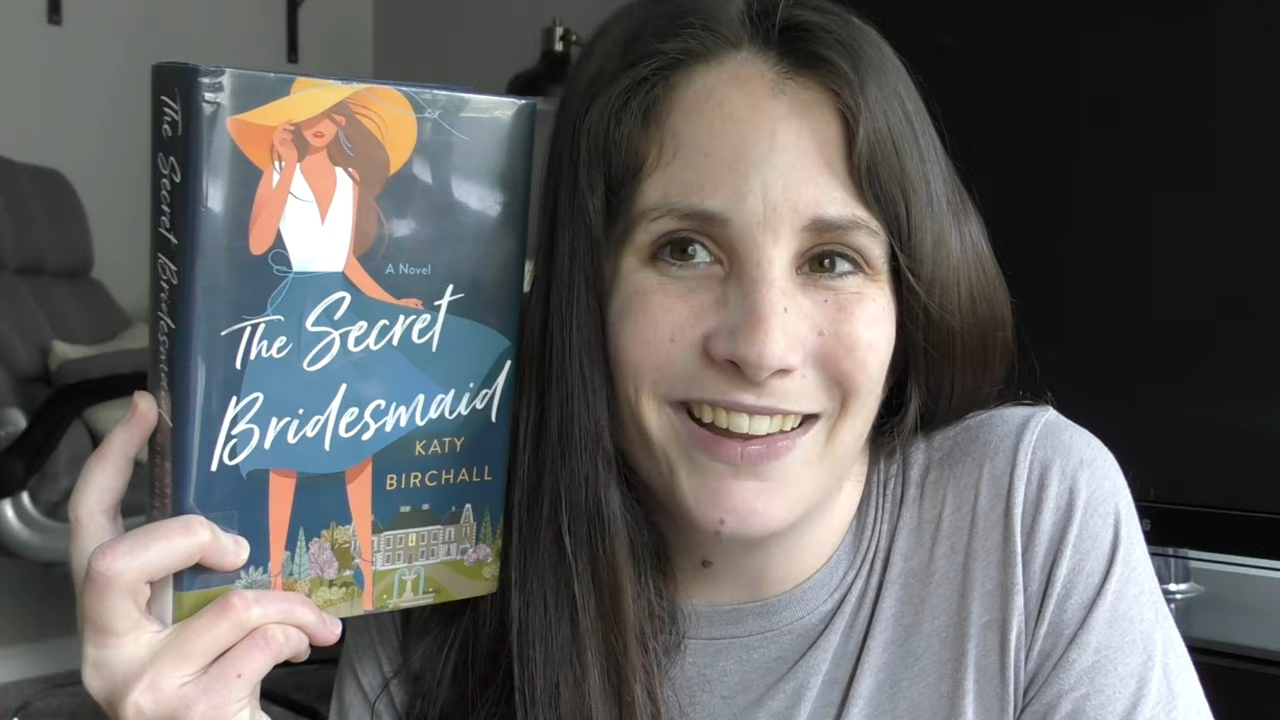 The Secret Bridesmaid
A Novel
The Secret
Bridesmaid
KATY
BIRCHALL